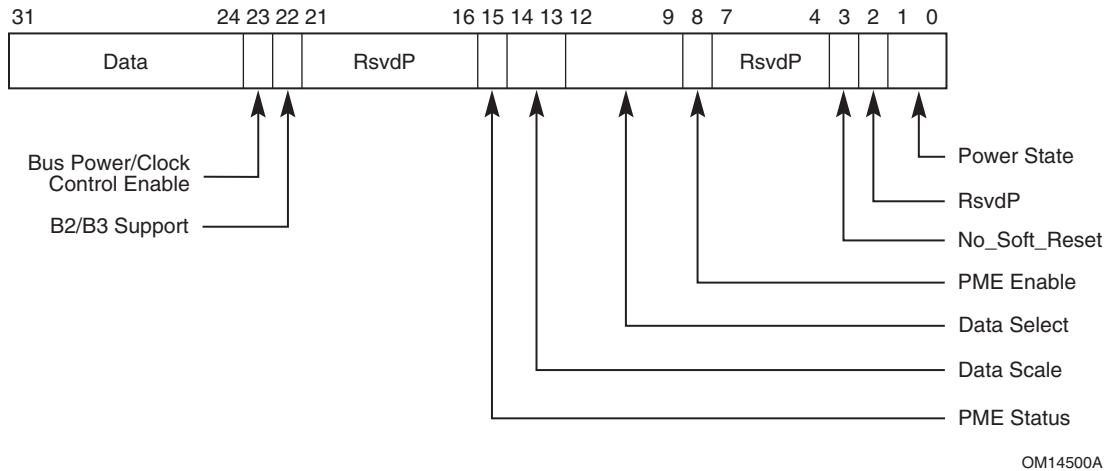 31 24 23 22 21 16 15 14 13 12 9 8 7 4 3 2 1 0
Data RsvdP RsvdP
Bus Power/Clock
Control Enable
B2/B3 Support
Power State
RsvdP
No_Soft_Reset
PME Enable
Data Select
Data Scale
PME Status
OM14500A